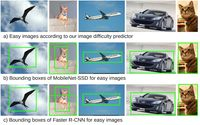 a) Easy images according to our image difficulty predictor
b) Bounding boxes of MobileNet-SSD for easy images
c) Bounding boxes of Faster R-CNN for easy images